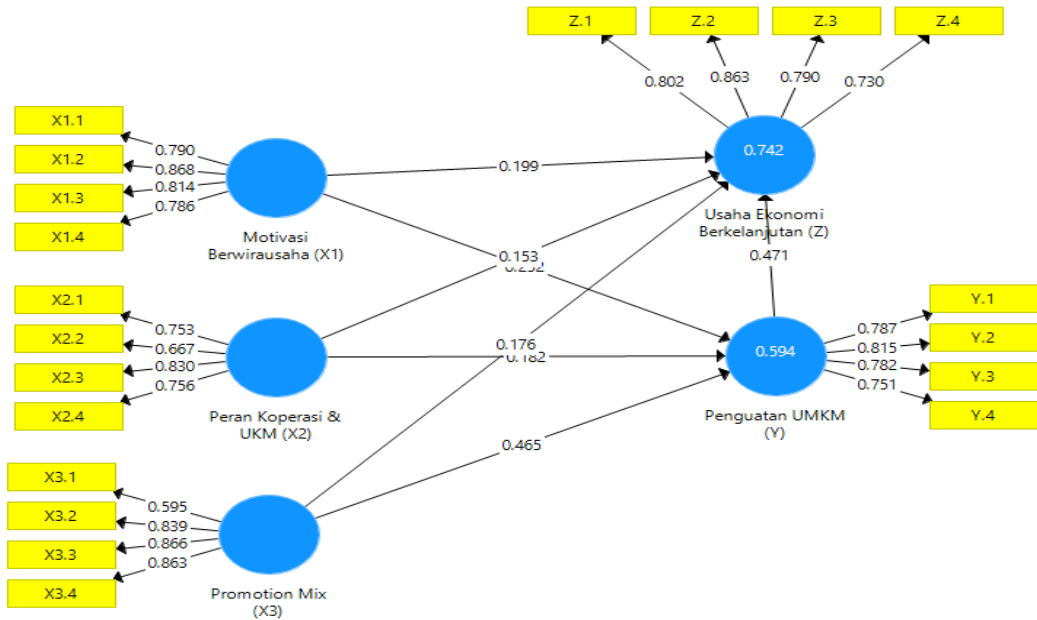 Z.1
Z.2
Z.3
Z.4
0.802
0.863
0.790
0.730
0.742
Usaha Ekonomi
Berkelanjutan (Z)
X1.1
X1.2
X1.3
X1.4
0.790
0.868
0.814
0.786
Motivasi
Berwirausaha (X1)
0.199
0.153
0.471
X2.1
X2.2
X2.3
X2.4
0.753
0.667
0.830
0.756
Peran Koperasi &
UKM (X2)
0.176
0.182
0.594
Penguatan UMKM
(Y)
Y.1
Y.2
Y.3
Y.4
0.787
0.815
0.782
0.751
X3.1
X3.2
X3.3
X3.4
0.595
0.839
0.866
0.863
Promotion Mix
(X3)
0.465